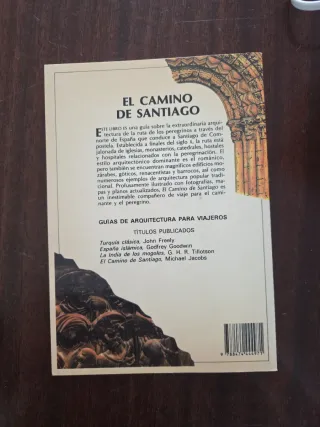 EL CAMINO
DE SANTIAGO
ESTE LIBRO ES una guía sobre la extraordinaria arqui-
tectura de la ruta de los peregrinos a través del
norte de España que conduce a Santiago de Com-
postela. Establecida a finales del siglo X, la ruta está
jalonada de iglesias, monasterios, catedrales, hostales
y hospitales relacionados con la peregrinación. El
estilo arquitectónico dominante es el románico,
pero también se encuentran magníficos edificios mo-
zárabes, góticos, renacentistas y barrocos, así como
numerosos ejemplos de arquitectura popular tradi-
cional. Profusamente ilustrado con fotografías, ma-
pas y planos actualizados, El Camino de Santiago es
un inestimable compañero de viaje para el cami-
nante y el peregrino.
GUÍAS DE ARQUITECTURA PARA VIAJEROS
TÍTULOS PUBLICADOS
Turquía clásica, John Freely
España islámica, Godfrey Goodwin
La India de los mogoles, G. H. R. Tillotson
El Camino de Santiago, Michael Jacobs